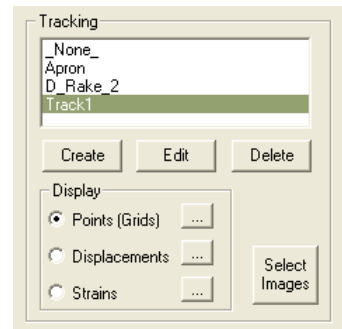 Tracking
_None_
Apron
D_Rake_2
Track1
Create Edit Delete
Display
Points (Grids) ...
Displacements ...
Strains ...
Select
Images